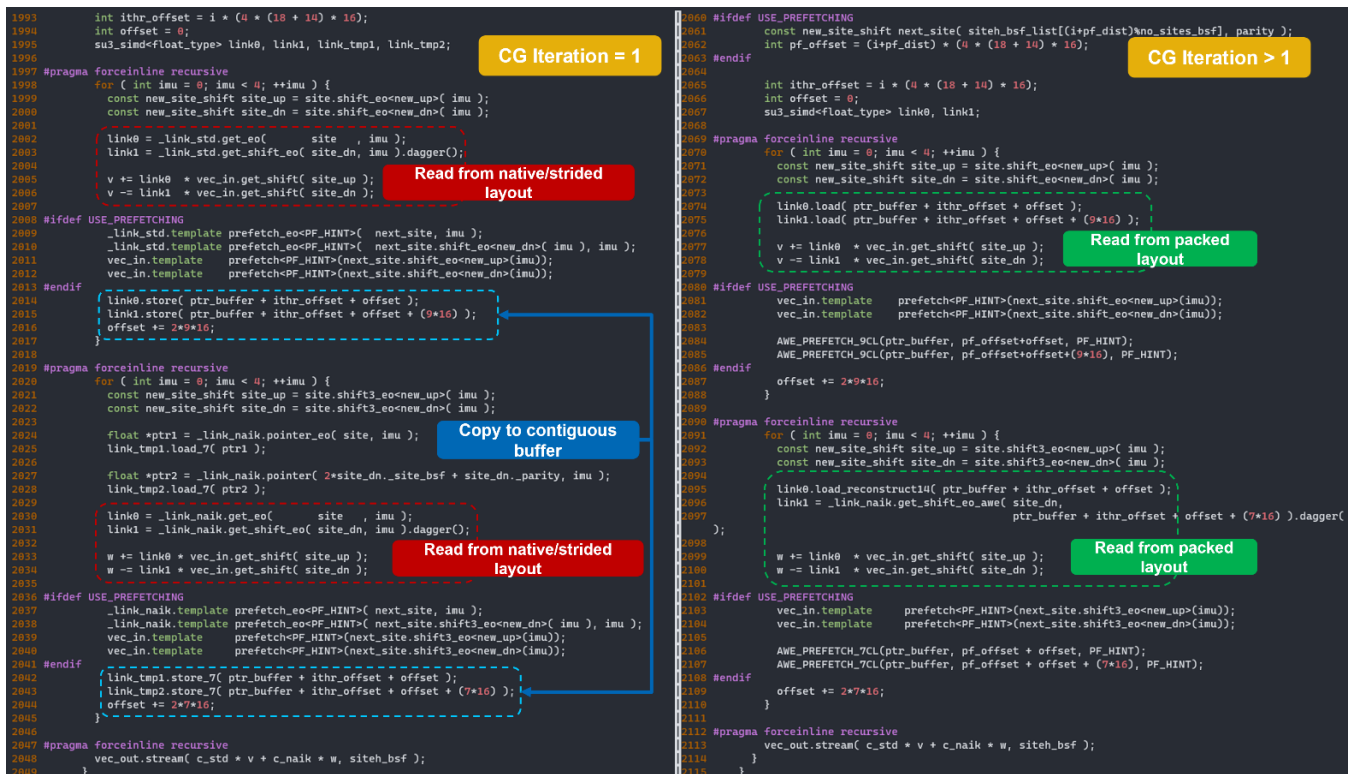 1993 int ithr_offset = i * (4 * (18 + 14) * 16);
1994 int offset = 0;
1995 su3_simd<float_type> link0, link1, link_tmp1, link_tmp2;
1996
CG Iteration = 1
1997 #pragma forceinline recursive
1998 for ( int imu = 0; imu < 4; ++imu ) {
1999 const new_site_shift site_up = site.shift_eo<new_up>( imu );
2000 const new_site_shift site_dn = site.shift_eo<new_dn>( imu );
2001
2002 link0 = _link_std.get_eo( site , imu );
2003 link1 = _link_std.get_shift_eo( site_dn, imu ).dagger();
2004
2005 v += link0 * vec_in.get_shift( site_up );
2006 v -= link1 * vec_in.get_shift( site_dn );
2007
Read from native/strided
layout
2008 #ifdef USE_PREFETCHING
2009 _link_std.template prefetch_eo<PF_HINT>( next_site, imu );
2010 _link_std.template prefetch_eo<PF_HINT>( next_site.shift_eo<new_dn>( imu ), imu );
2011 vec_in.template prefetch<PF_HINT>(next_site.shift_eo<new_up>(imu));
2012 vec_in.template prefetch<PF_HINT>(next_site.shift_eo<new_dn>(imu));
2013 #endif
2014 link0.store( ptr_buffer + ithr_offset + offset );
2015 link1.store( ptr_buffer + ithr_offset + offset + (9*16) );
2016 offset += 2*9*16;
2017 }
2018
2019 #pragma forceinline recursive
2020 for ( int imu = 0; imu < 4; ++imu ) {
2021 const new_site_shift site_up = site.shift3_eo<new_up>( imu );
2022 const new_site_shift site_dn = site.shift3_eo<new_dn>( imu );
2023
2024 float *ptr1 = _link_naik.pointer_eo( site, imu );
2025 link_tmp1.load_7( ptr1 );
2026
Copy to contiguous
buffer
2027 float *ptr2 = _link_naik.pointer( 2*site_dn._site_bsf + site_dn._parity, imu );
2028 link_tmp2.load_7( ptr2 );
2029
2030 link0 = _link_naik.get_eo( site , imu );
2031 link1 = _link_naik.get_shift_eo( site_dn, imu ).dagger();
2032
2033 w += link0 * vec_in.get_shift( site_up );
2034 w -= link1 * vec_in.get_shift( site_dn );
2035
Read from native/strided
layout
2036 #ifdef USE_PREFETCHING
2037 _link_naik.template prefetch_eo<PF_HINT>( next_site, imu );
2038 _link_naik.template prefetch_eo<PF_HINT>( next_site.shift3_eo<new_dn>( imu ), imu );
2039 vec_in.template prefetch<PF_HINT>(next_site.shift3_eo<new_up>(imu));
2040 vec_in.template prefetch<PF_HINT>(next_site.shift3_eo<new_dn>(imu));
2041 #endif
2042 link_tmp1.store_7( ptr_buffer + ithr_offset + offset );
2043 link_tmp2.store_7( ptr_buffer + ithr_offset + offset + (7*16) );
2044 offset += 2*7*16;
2045 }
2046
2047 #pragma forceinline recursive
2048 vec_out.stream( c_std * v + c_naik * w, siteh_bsf );
2049 }
2060 #ifdef USE_PREFETCHING
2061 const new_site_shift next_site( siteh_bsf_list[(i+pf_dist)%no_sites_bsf], parity );
2062 int pf_offset = (i+pf_dist) * (4 * (18 + 14) * 16);
2063 #endif
2064
CG Iteration > 1
2065 int ithr_offset = i * (4 * (18 + 14) * 16);
2066 int offset = 0;
2067 su3_simd<float_type> link0, link1;
2068
2069 #pragma forceinline recursive
2070 for ( int imu = 0; imu < 4; ++imu ) {
2071 const new_site_shift site_up = site.shift_eo<new_up>( imu );
2072 const new_site_shift site_dn = site.shift_eo<new_dn>( imu );
2073
2074 link0.load( ptr_buffer + ithr_offset + offset );
2075 link1.load( ptr_buffer + ithr_offset + offset + (9*16) );
2076
2077 v += link0 * vec_in.get_shift( site_up );
2078 v -= link1 * vec_in.get_shift( site_dn );
2079
Read from packed
layout
2080 #ifdef USE_PREFETCHING
2081 vec_in.template prefetch<PF_HINT>(next_site.shift_eo<new_up>(imu));
2082 vec_in.template prefetch<PF_HINT>(next_site.shift_eo<new_dn>(imu));
2083
2084 AWE_PREFETCH_9CL(ptr_buffer, pf_offset+offset, PF_HINT);
2085 AWE_PREFETCH_9CL(ptr_buffer, pf_offset+offset+(9*16), PF_HINT);
2086 #endif
2087 offset += 2*9*16;
2088 }
2089
2090 #pragma forceinline recursive
2091 for ( int imu = 0; imu < 4; ++imu ) {
2092 const new_site_shift site_up = site.shift3_eo<new_up>( imu );
2093 const new_site_shift site_dn = site.shift3_eo<new_dn>( imu );
2094
2095 link0.load_reconstruct14( ptr_buffer + ithr_offset + offset );
2096 link1 = _link_naik.get_shift_eo_awe( site_dn,
2097 ptr_buffer + ithr_offset + offset + (7*16) ).dagger(
);
2098
2099 w += link0 * vec_in.get_shift( site_up );
2100 w -= link1 * vec_in.get_shift( site_dn );
2101
Read from packed
layout
2102 #ifdef USE_PREFETCHING
2103 vec_in.template prefetch<PF_HINT>(next_site.shift3_eo<new_up>(imu));
2104 vec_in.template prefetch<PF_HINT>(next_site.shift3_eo<new_dn>(imu));
2105
2106 AWE_PREFETCH_7CL(ptr_buffer, pf_offset + offset, PF_HINT);
2107 AWE_PREFETCH_7CL(ptr_buffer, pf_offset + offset + (7*16), PF_HINT);
2108 #endif
2109 offset += 2*7*16;
2110 }
2111
2112 #pragma forceinline recursive
2113 vec_out.stream( c_std * v + c_naik * w, siteh_bsf );
2114 }
2115 }